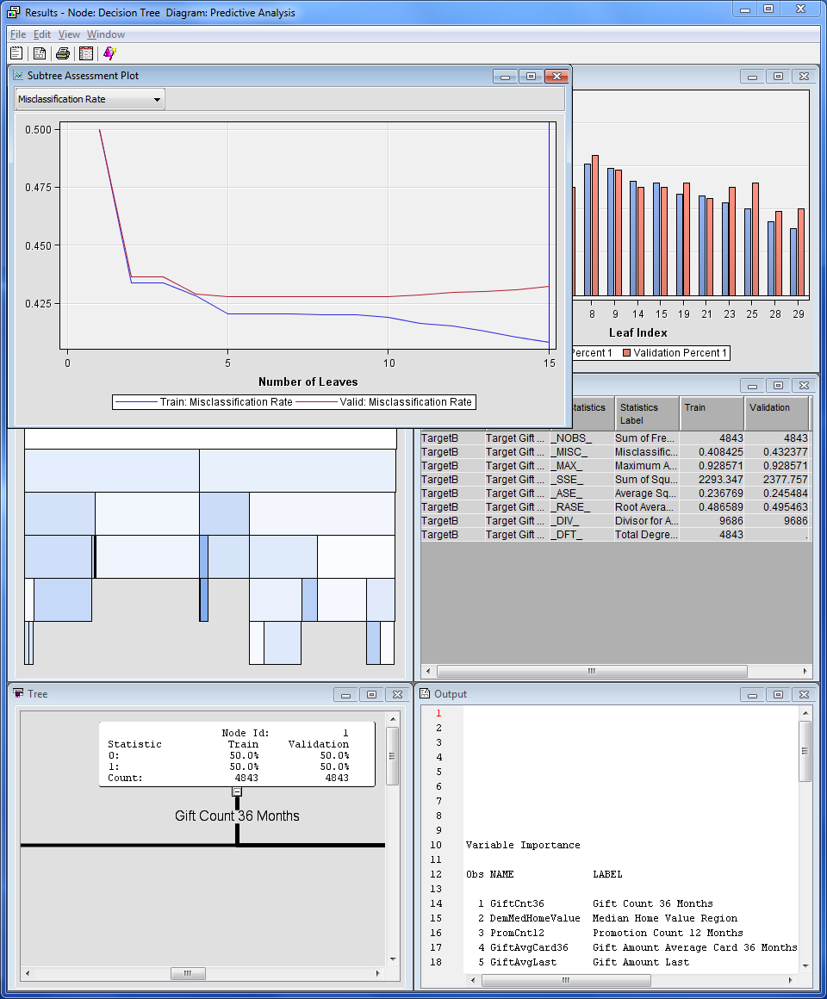 Results - Node: Decision Tree Diagram: Predictive Analysis
File Edit View Window
Subtree Assessment Plot
Misclassification Rate
0.500
0.475
0.450
0.425
0 5 10 15
Number of Leaves
Train: Misclassification Rate Valid: Misclassification Rate
8 9 14 15 19 21 23 25 28 29
Leaf Index
Percent 1 Validation Percent 1
Statistics Statistics Label Train Validation
TargetB Target Gift ... _NOBS_ Sum of Fre... 4843 4843
TargetB Target Gift ... _MISC_ Misclassific... 0.408425 0.432377
TargetB Target Gift ... _MAX_ Maximum A... 0.928571 0.928571
TargetB Target Gift ... _SSE_ Sum of Squ... 2293.347 2377.757
TargetB Target Gift ... _ASE_ Average Sq... 0.236769 0.245484
TargetB Target Gift ... _RASE_ Root Avera... 0.486589 0.495463
TargetB Target Gift ... _DIV_ Divisor for A... 9686 9686
TargetB Target Gift ... _DFT_ Total Degre... 4843 .
Tree
Node Id: 1
Statistic Train Validation
0: 50.0% 50.0%
1: 50.0% 50.0%
Count: 4843 4843
Gift Count 36 Months
Output
1
2
3
4
5
6
7
8
9
10 Variable Importance
11
12 Obs NAME LABEL
13
14 1 GiftCnt36 Gift Count 36 Months
15 2 DemMedHomeValue Median Home Value Region
16 3 PromCnt12 Promotion Count 12 Months
17 4 GiftAvgCard36 Gift Amount Average Card 36 Months
18 5 GiftAvgLast Gift Amount Last